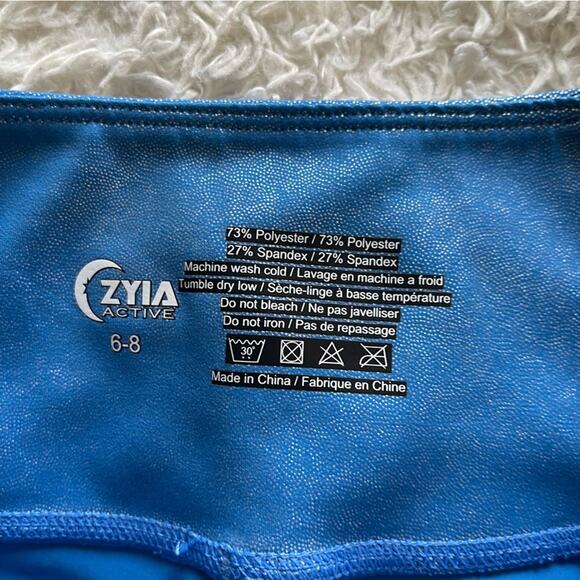 ZYIA
ACTIVE
6-8
73% Polyester / 73% Polyester
27% Spandex / 27% Spandex
Machine wash cold / Lavage en machine a froid
Tumble dry low / Sèche-linge à basse température
Do not bleach / Ne pas javelliser
Do not iron / Pas de repassage
30°
Made in China / Fabrique en Chine